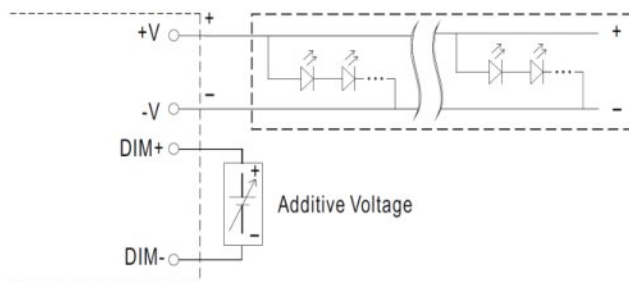 +V
+
+
-V
−
−
DIM+
+
Additive Voltage
−
DIM-